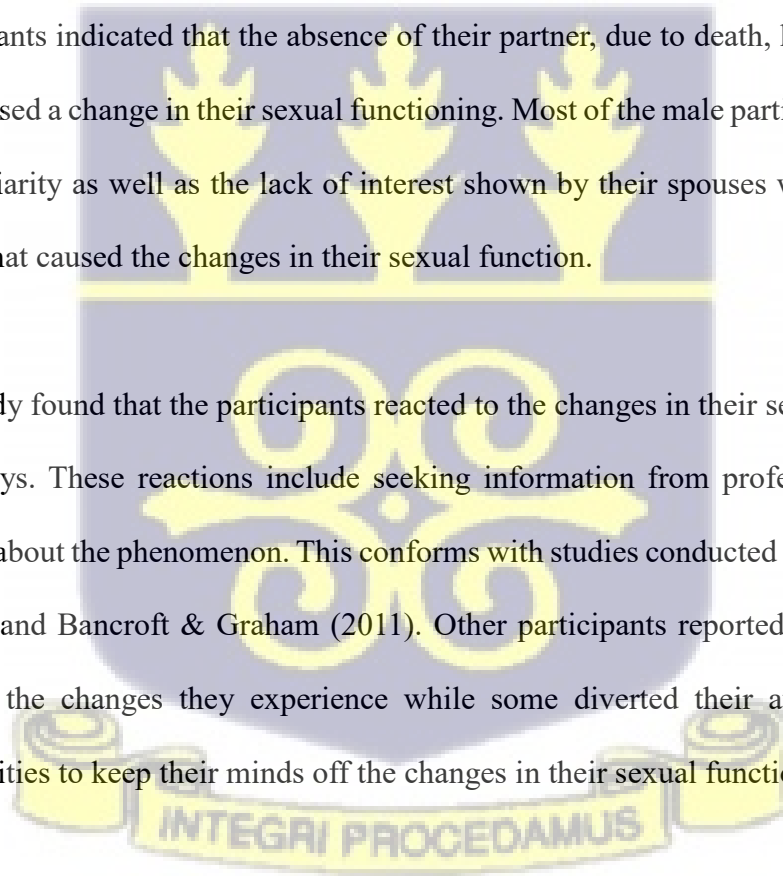 ants indicated that the absence of their partner, due to death,
sed a change in their sexual functioning. Most of the male parti
iarity as well as the lack of interest shown by their spouses
hat caused the changes in their sexual function.
dy found that the participants reacted to the changes in their se
ys. These reactions include seeking information from profe
about the phenomenon. This conforms with studies conducted
and Bancroft & Graham (2011). Other participants reported
the changes they experience while some diverted their a
ities to keep their minds off the changes in their sexual functio
INTEGRI PROCEDAMUS